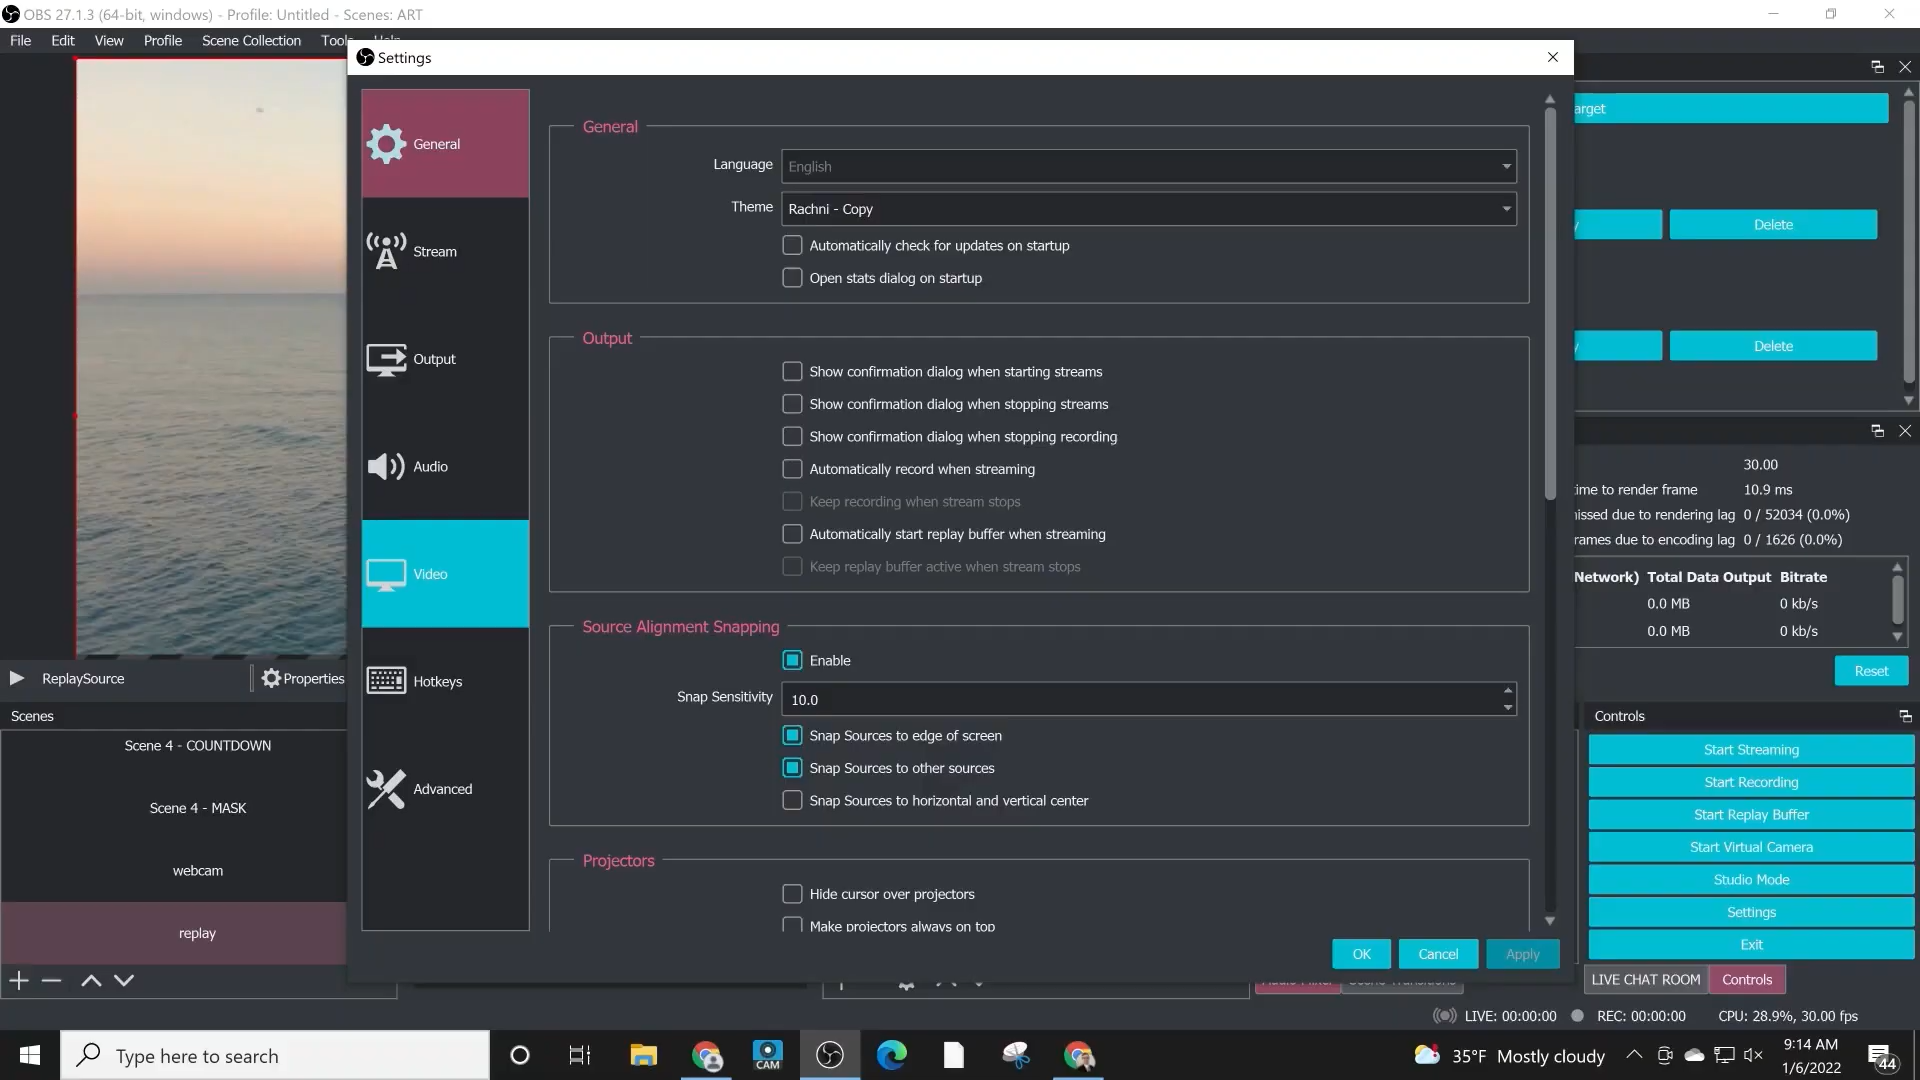 OBS 27.1.3 (64-bit, windows) - Profile: Untitled - Scenes: ART
File Edit View Profile Scene Collection Tools Help
Settings
General
Stream
Output
Audio
Video
Hotkeys
Advanced
General
Language English
Theme Rachni - Copy
Automatically check for updates on startup
Open stats dialog on startup
Output
Show confirmation dialog when starting streams
Show confirmation dialog when stopping streams
Show confirmation dialog when stopping recording
Automatically record when streaming
Keep recording when stream stops
Automatically start replay buffer when streaming
Keep replay buffer active when stream stops
Source Alignment Snapping
Enable
Snap Sensitivity 10.0
Snap Sources to edge of screen
Snap Sources to other sources
Snap Sources to horizontal and vertical center
Projectors
Hide cursor over projectors
Make projectors always on top
OK Cancel Apply
arget
y Delete
y Delete
30.00
time to render frame 10.9 ms
missed due to rendering lag 0 / 52034 (0.0%)
rames due to encoding lag 0 / 1626 (0.0%)
Network) Total Data Output Bitrate
0.0 MB 0 kb/s
0.0 MB 0 kb/s
Reset
ReplaySource Properties
Scenes
Scene 4 - COUNTDOWN
Scene 4 - MASK
webcam
replay
Controls
Start Streaming
Start Recording
Start Replay Buffer
Start Virtual Camera
Studio Mode
Settings
Exit
Audio Mixer Scene Transitions
LIVE CHAT ROOM Controls
LIVE: 00:00:00 REC: 00:00:00 CPU: 28.9%, 30.00 fps
Type here to search
CAM
35°F Mostly cloudy
9:14 AM
1/6/2022
44